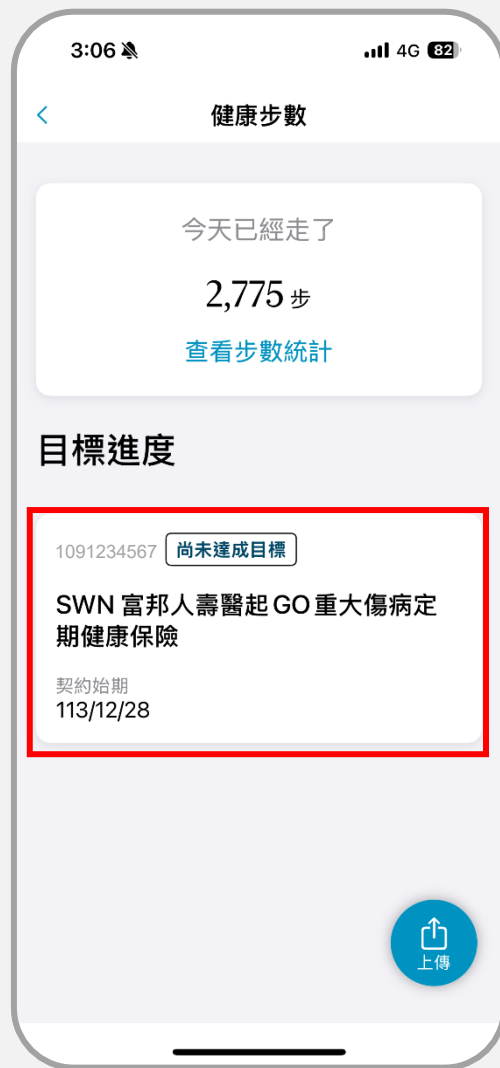 3:06 4G 82
健康步數
今天已經走了
2,775 步
查看步數統計
目標進度
1091234567 尚未達成目標
SWN 富邦人壽醫起 GO 重大傷病定
期健康保險
契約始期
113/12/28
上傳